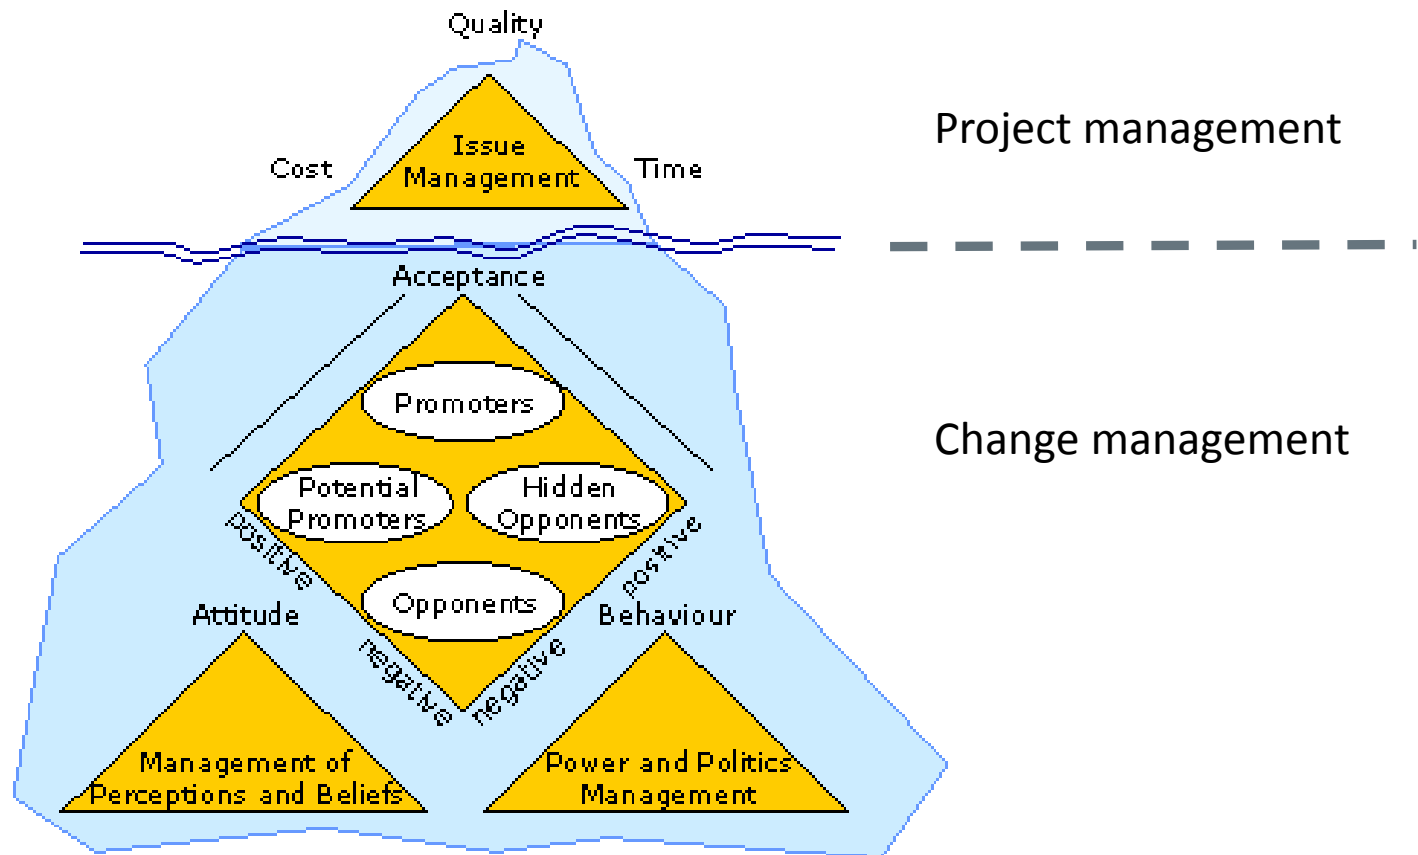 Quality
Project management
Issue
Management
Cost
Time
Acceptance
Promoters
Change management
Potential
Promoters
Hidden
Opponents
positive
positive
Opponents
Attitude
Behaviour
negative
negative
Management of
Perceptions and Beliefs
Power and Politics
Management